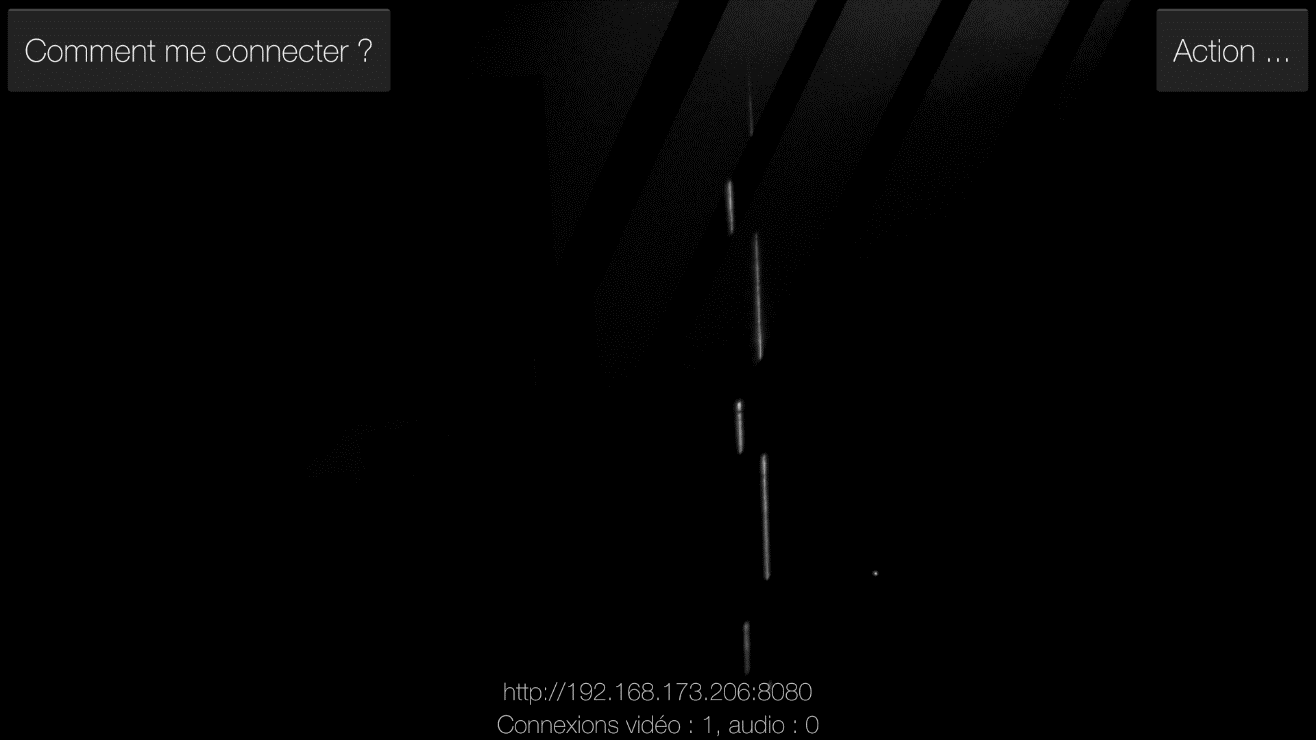 Comment me connecter ?
Action ...
http://192.168.173.206:8080
Connexions vidéo : 1, audio : 0